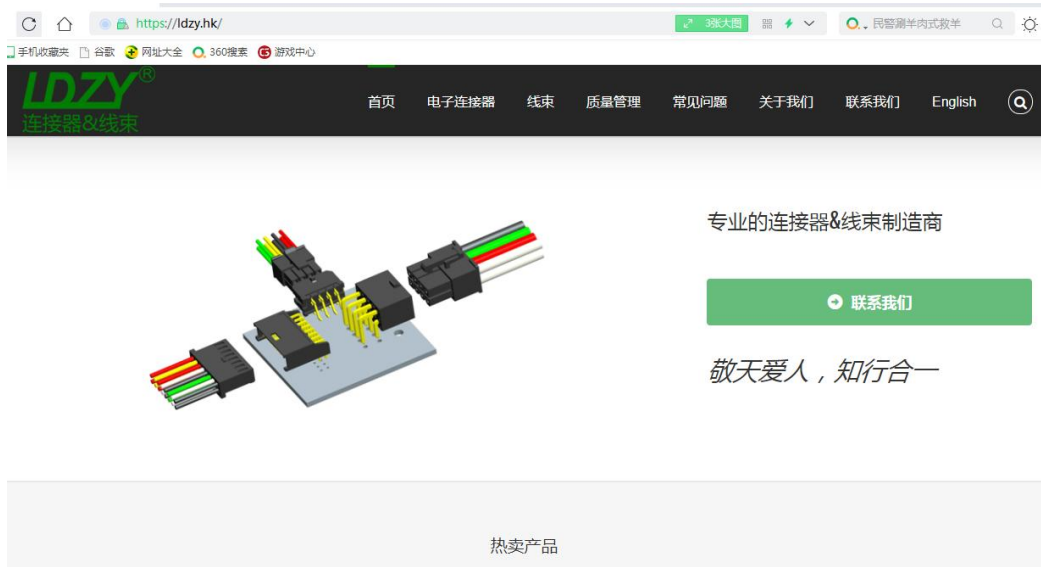 https://ldzy.hk/
3张大图
民警涮羊肉式救羊
手机收藏夹 谷歌 网址大全 360搜索 游戏中心
LDZY®
连接器&线束
首页 电子连接器 线束 质量管理 常见问题 关于我们 联系我们 English
专业的连接器&线束制造商
联系我们
敬天爱人，知行合一
热卖产品